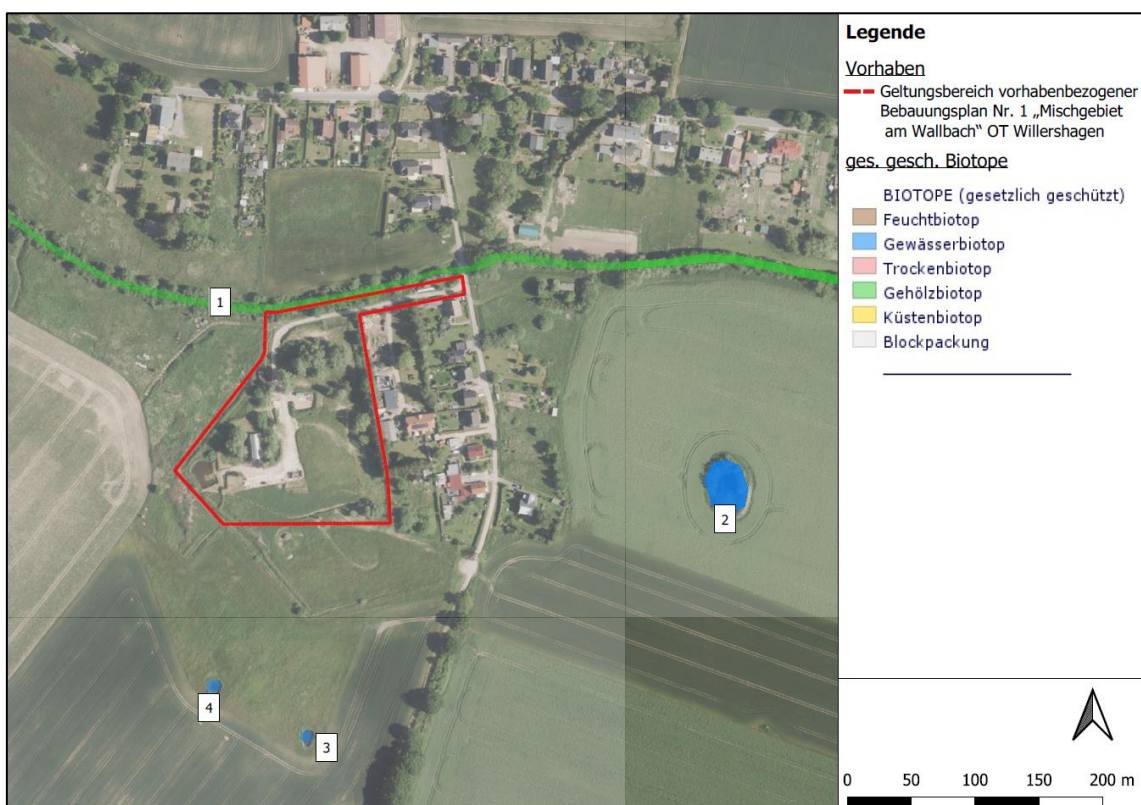 Legende
Vorhaben
Geltungsbereich vorhabenbezogener
Bebauungsplan Nr. 1 „Mischgebiet
am Wallbach“ OT Willershagen
ges. gesch. Biotope
BIOTOPE (gesetzlich geschützt)
Feuchtbiotop
Gewässerbiotop
Trockenbiotop
Gehölzbiotop
Küstenbiotop
Blockpackung
1
2
4
3
0 50 100 150 200 m